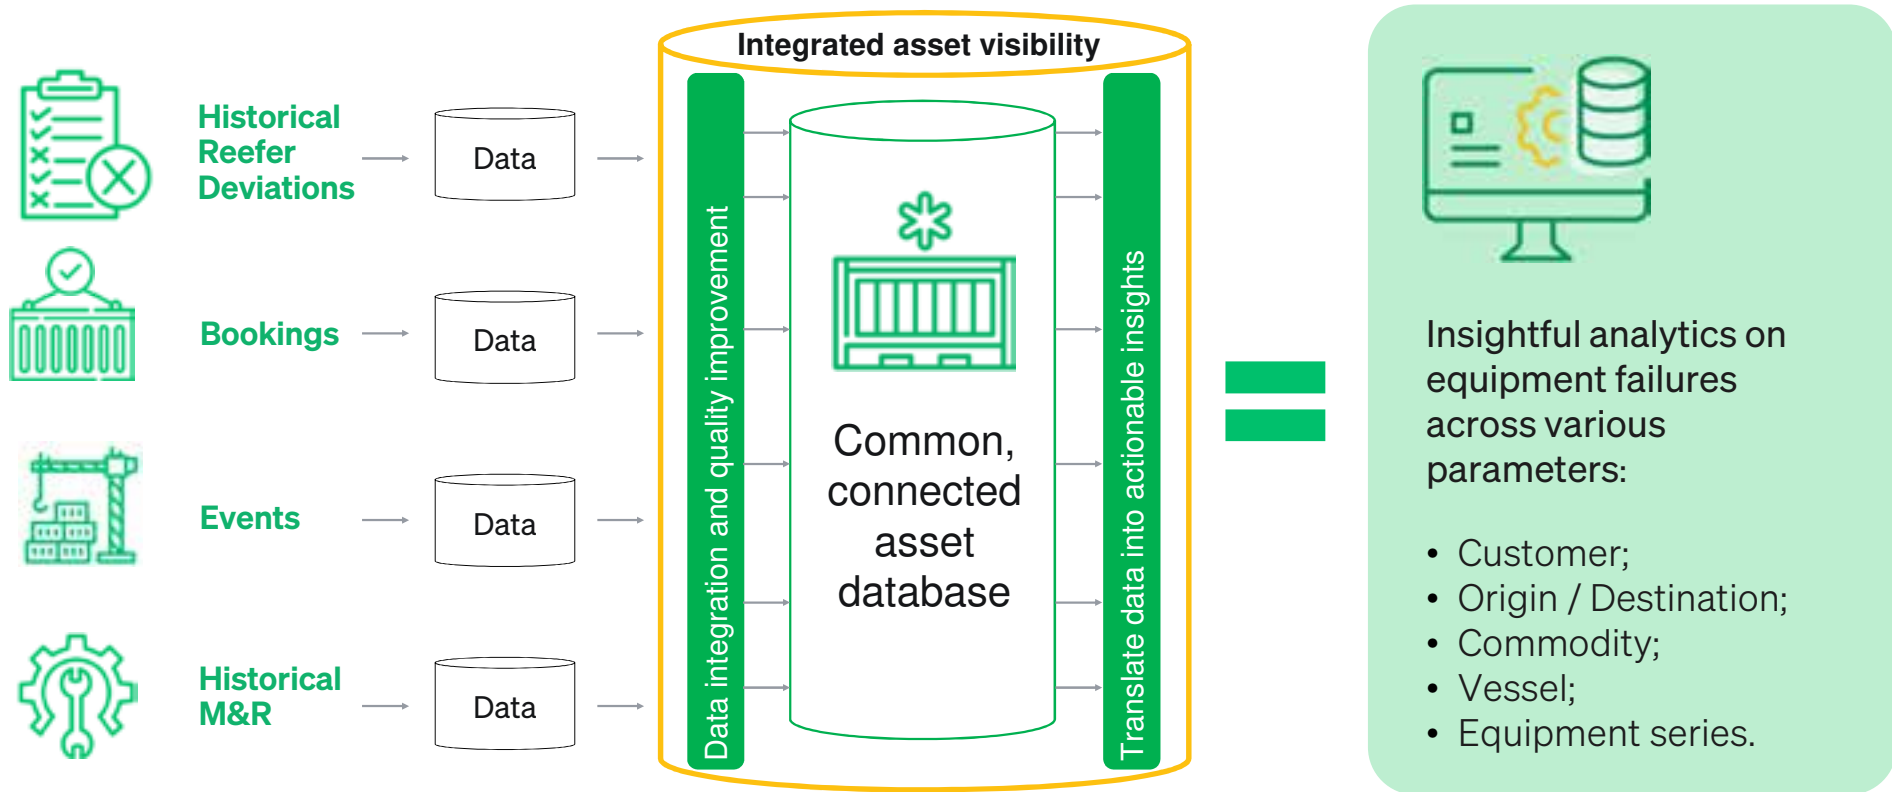 Integrated asset visibility
Historical
Reefer
Deviations
Data
Bookings
Data
Events
Data
Historical
M&R
Data
Data integration and quality improvement
Common,
connected
asset
database
Translate data into actionable insights
Insightful analytics on
equipment failures
across various
parameters:
• Customer;
• Origin / Destination;
• Commodity;
• Vessel;
• Equipment series.